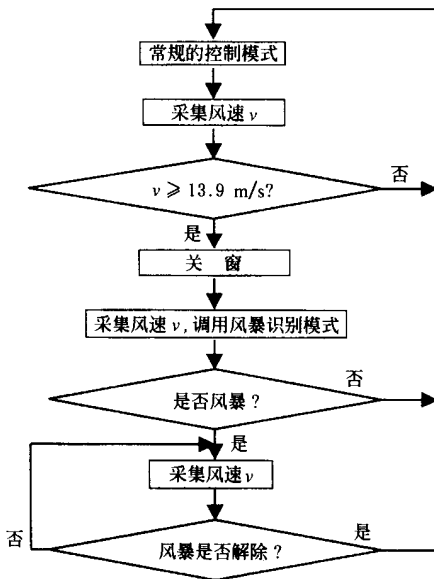 常规的控制模式
采集风速 v
v ⩾ 13.9 m/s?
否
是
关 窗
采集风速 v, 调用风暴识别模式
是否风暴?
否
是
采集风速 v
风暴是否解除?
否
是